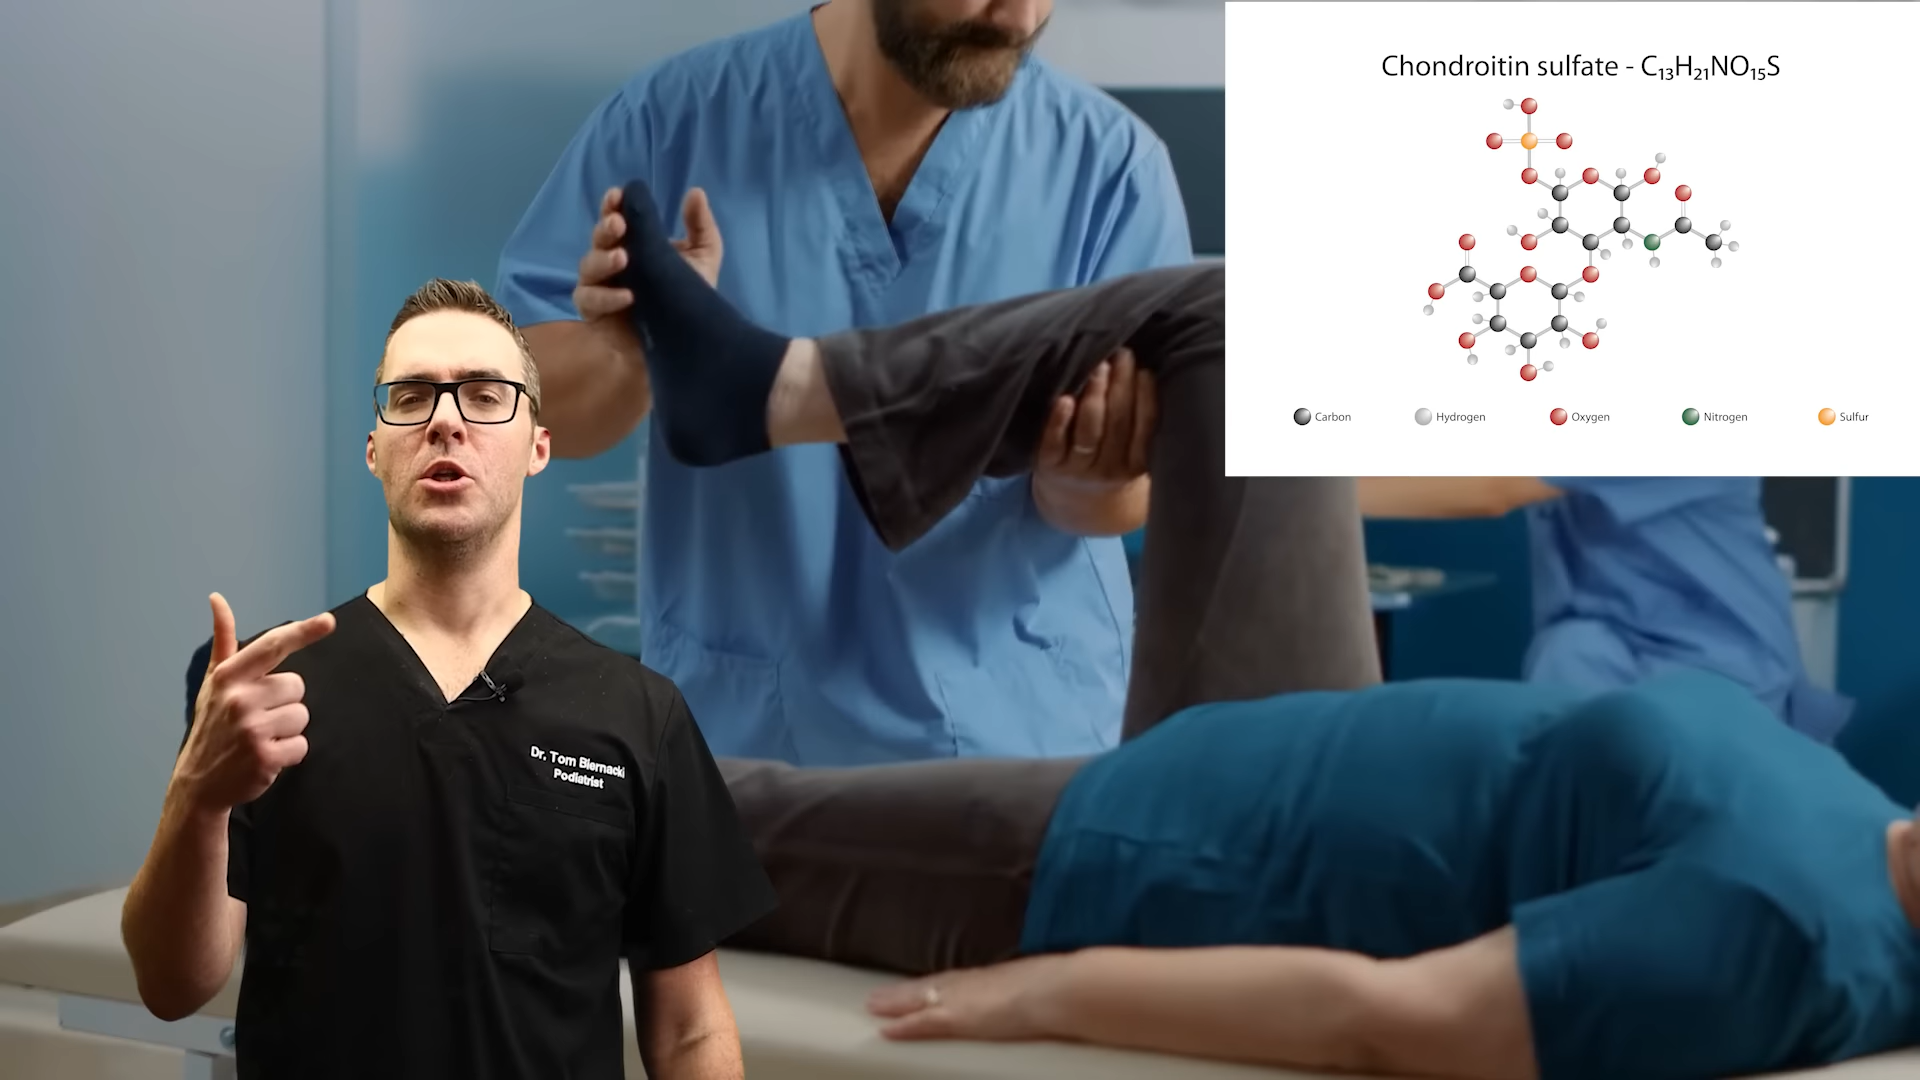 Chondroitin sulfate - C₁₃H₂₁NO₁₅S
Carbon Hydrogen Oxygen Nitrogen Sulfur
Dr. Tom Biernacki
Podiatrist